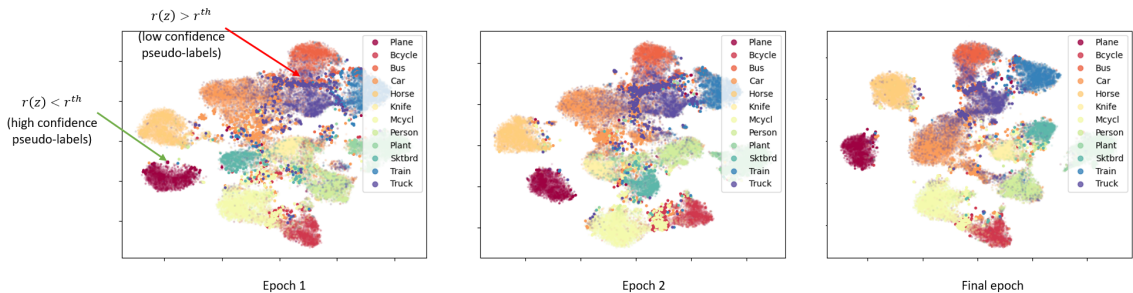 r(z) > r^th
(low confidence
pseudo-labels)
r(z) < r^th
(high confidence
pseudo-labels)
Plane
Bcycle
Bus
Car
Horse
Knife
Mcycl
Person
Plant
Sktbrd
Train
Truck
Epoch 1
Plane
Bcycle
Bus
Car
Horse
Knife
Mcycl
Person
Plant
Sktbrd
Train
Truck
Epoch 2
Plane
Bcycle
Bus
Car
Horse
Knife
Mcycl
Person
Plant
Sktbrd
Train
Truck
Final epoch